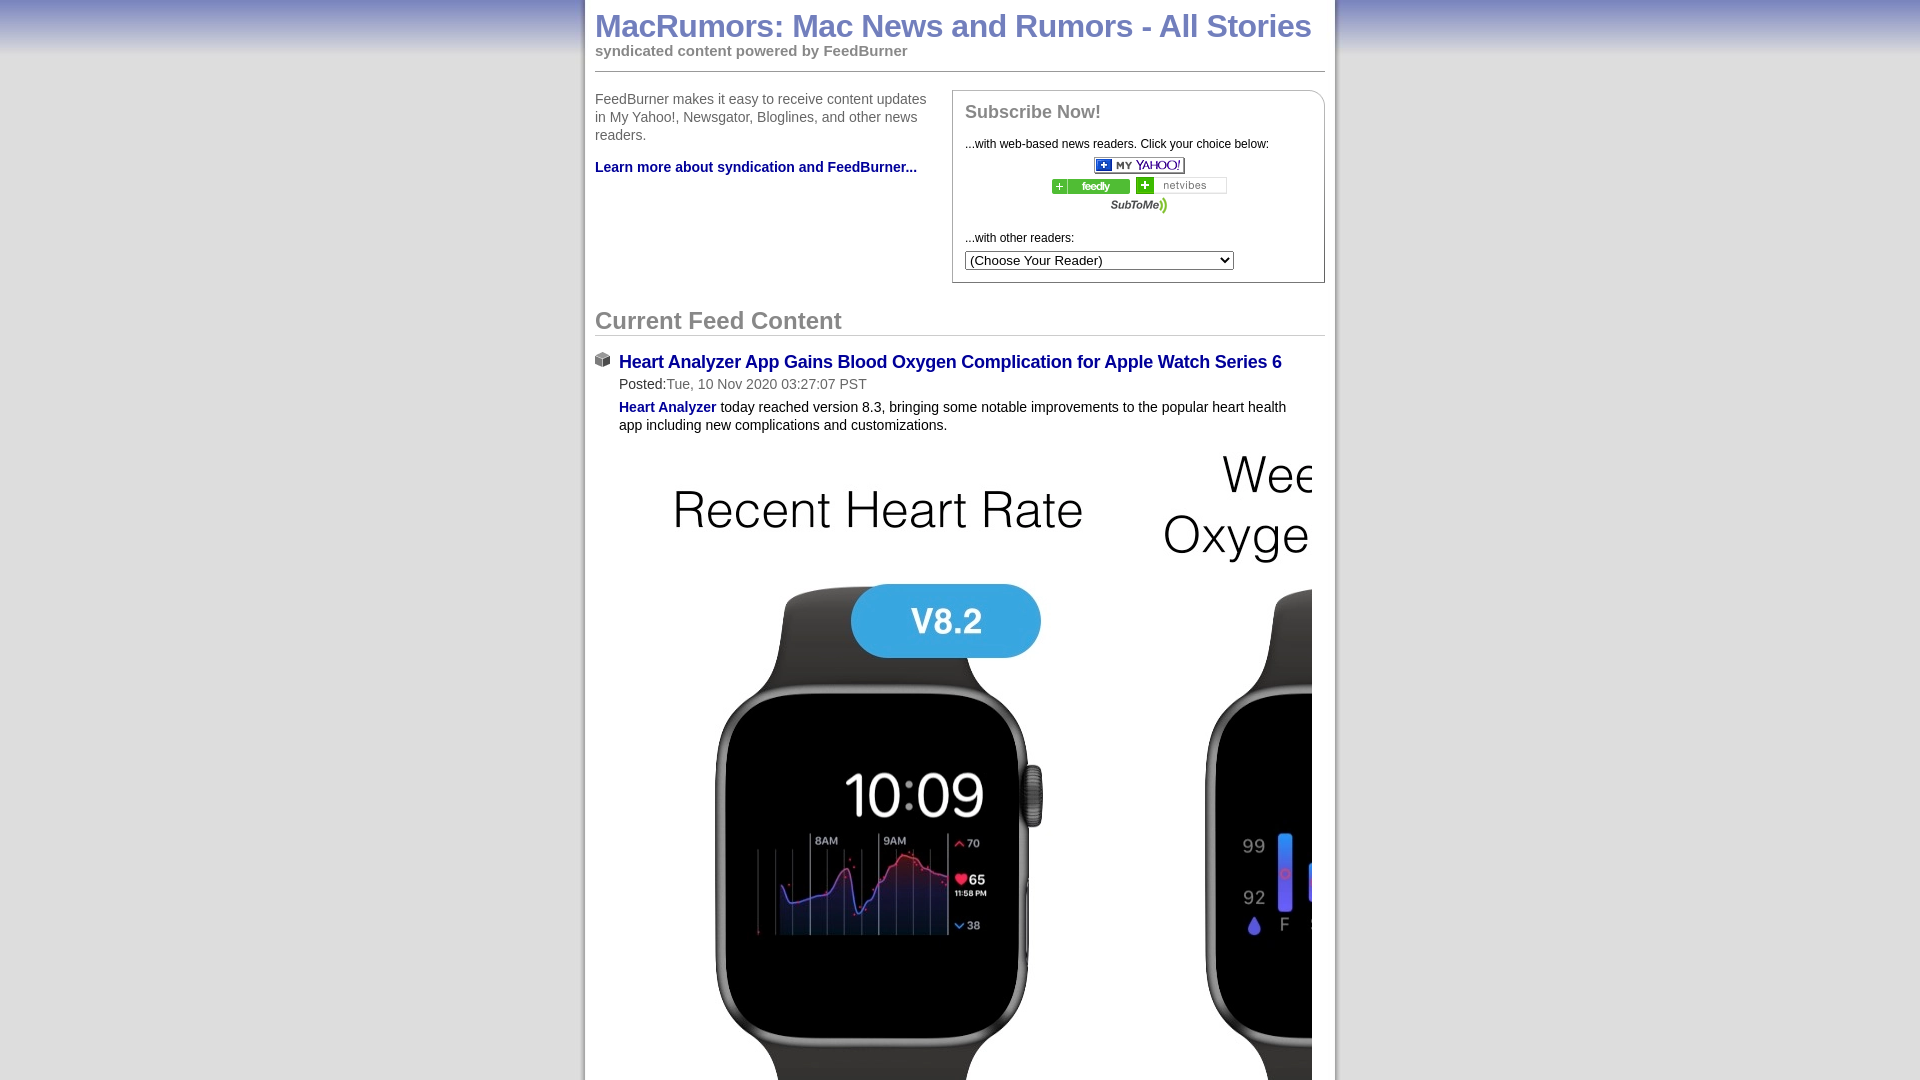 MacRumors: Mac News and Rumors - All Stories
syndicated content powered by FeedBurner
FeedBurner makes it easy to receive content updates
in My Yahoo!, Newsgator, Bloglines, and other news
readers.
Learn more about syndication and FeedBurner...
Subscribe Now!
...with web-based news readers. Click your choice below:
MY YAHOO!
feedly
netvibes
SubToMe
...with other readers:
(Choose Your Reader)
Current Feed Content
Heart Analyzer App Gains Blood Oxygen Complication for Apple Watch Series 6
Posted:Tue, 10 Nov 2020 03:27:07 PST
Heart Analyzer today reached version 8.3, bringing some notable improvements to the popular heart health
app including new complications and customizations.
Recent Heart Rate
Wee
Oxyge
V8.2
10:09
8AM 9AM
70
65
11:58 PM
38
99
92
F